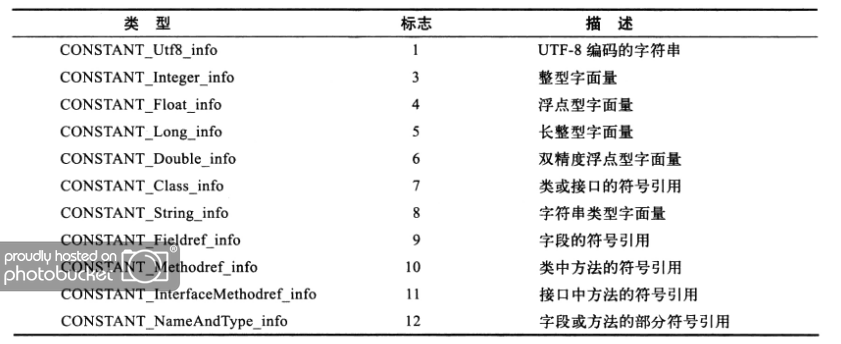 类 型 标志 描 述
CONSTANT_Utf8_info 1 UTF-8 编码的字符串
CONSTANT_Integer_info 3 整型字面量
CONSTANT_Float_info 4 浮点型字面量
CONSTANT_Long_info 5 长整型字面量
CONSTANT_Double_info 6 双精度浮点型字面量
CONSTANT_Class_info 7 类或接口的符号引用
CONSTANT_String_info 8 字符串类型字面量
CONSTANT_Fieldref_info 9 字段的符号引用
proudly hosted on
photobucket
CONSTANT_Methodref_info 10 类中方法的符号引用
CONSTANT_InterfaceMethodref_info 11 接口中方法的符号引用
CONSTANT_NameAndType_info 12 字段或方法的部分符号引用